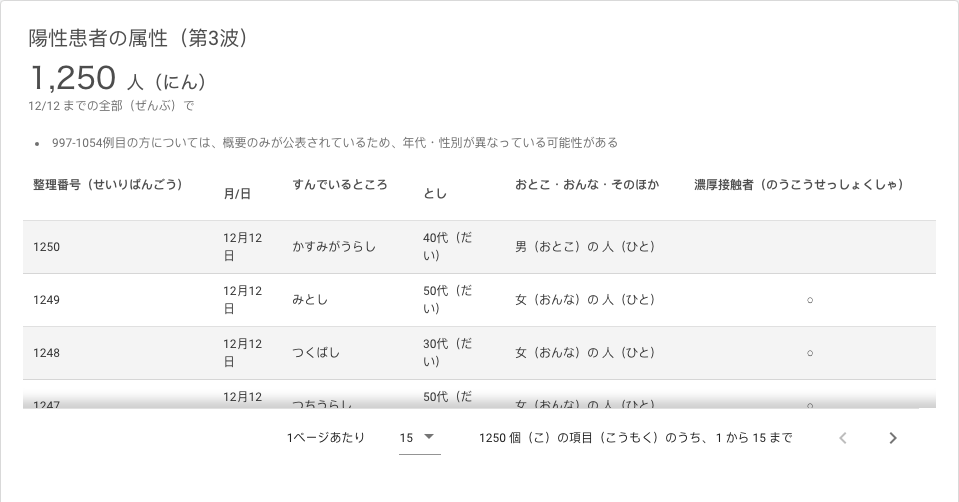 陽性患者の属性（第3波）
1,250 人（にん）
12/12 までの全部（ぜんぶ）で
• 997-1054例目の方については、概要のみが公表されているため、年代・性別が異なっている可能性がある
整理番号（せいりばんごう） 月/日 すんでいるところ とし おとこ・おんな・そのほか 濃厚接触者（のうこうせっしょくしゃ）
1250 12月12日 かすみがうらし 40代（だい） 男（おとこ）の 人（ひと）
1249 12月12日 みとし 50代（だい） 女（おんな）の 人（ひと） ○
1248 12月12日 つくばし 30代（だい） 女（おんな）の 人（ひと） ○
1247 12月12 つちうらし 50代（だ 女（おんな）の 人（ひと） ○
1ページあたり 15 1250 個（こ）の項目（こうもく）のうち、1 から 15 まで